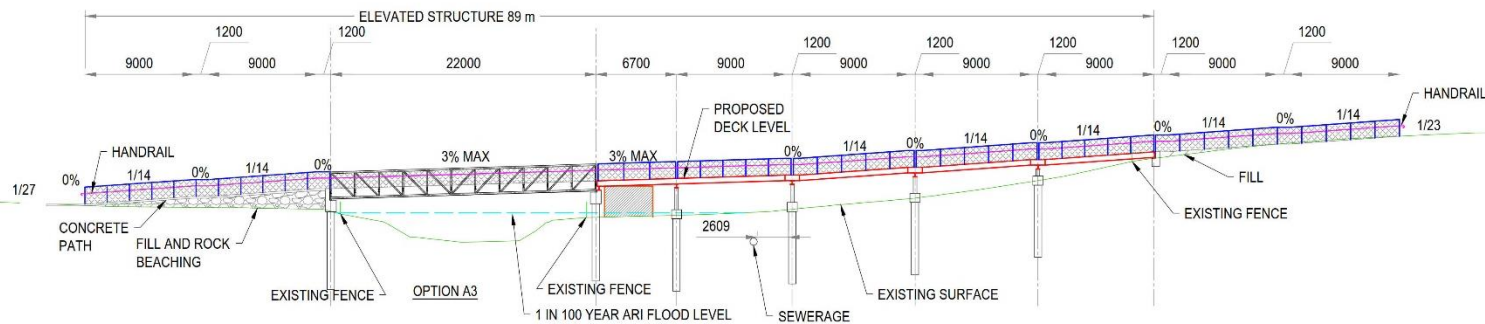 ELEVATED STRUCTURE 89 m
1200
1200
1200
1200
1200
1200
1200
9000
9000
22000
6700
9000
9000
9000
9000
9000
9000
PROPOSED
DECK LEVEL
HANDRAIL
1/23
0%
1/14
0%
1/14
0%
3% MAX
3% MAX
0%
1/14
0%
1/14
0%
1/14
0%
1/14
0%
1/14
HANDRAIL
1/27
CONCRETE
PATH
FILL AND ROCK
BEACHING
EXISTING FENCE
OPTION A3
EXISTING FENCE
1 IN 100 YEAR ARI FLOOD LEVEL
2609
SEWERAGE
EXISTING SURFACE
EXISTING FENCE
FILL